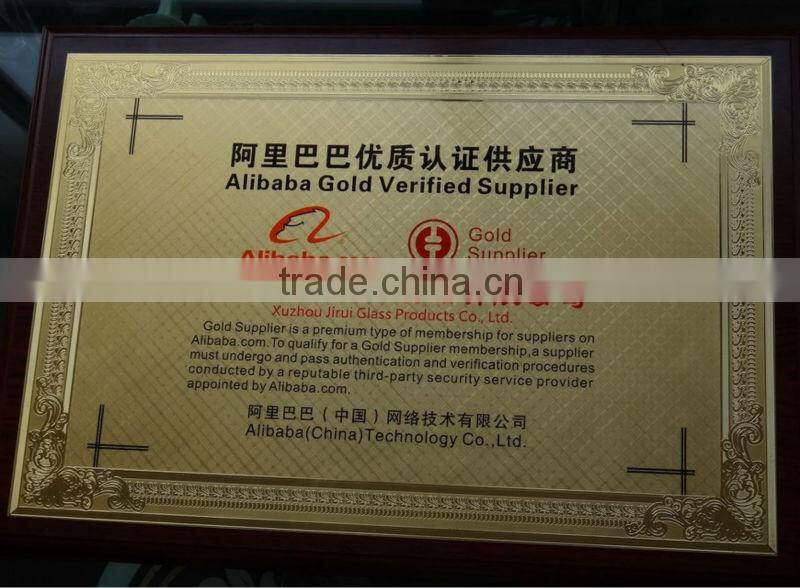 阿里巴巴优质认证供应商
Alibaba Gold Verified Supplier
Gold
Supplier
Alibaba
trade.china.cn
Xuzhou Jirui Glass Products Co., Ltd.
Gold Supplier is a premium type of membership for suppliers on
Alibaba.com.To qualify for a Gold Supplier membership,a supplier
must undergo and pass authentication and verification procedures
conducted by a reputable third-party security service provider
appointed by Alibaba.com.
阿里巴巴（中国）网络技术有限公司
Alibaba(China)Technology Co.,Ltd.